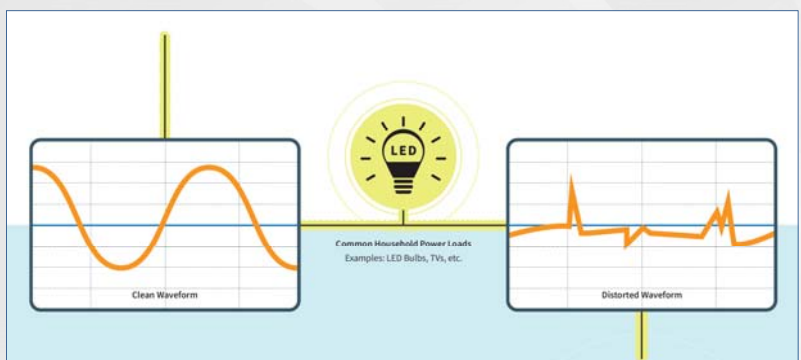 LED
Common Household Power Loads
Examples: LED Bulbs, TVs, etc.
Clean Waveform
Distorted Waveform